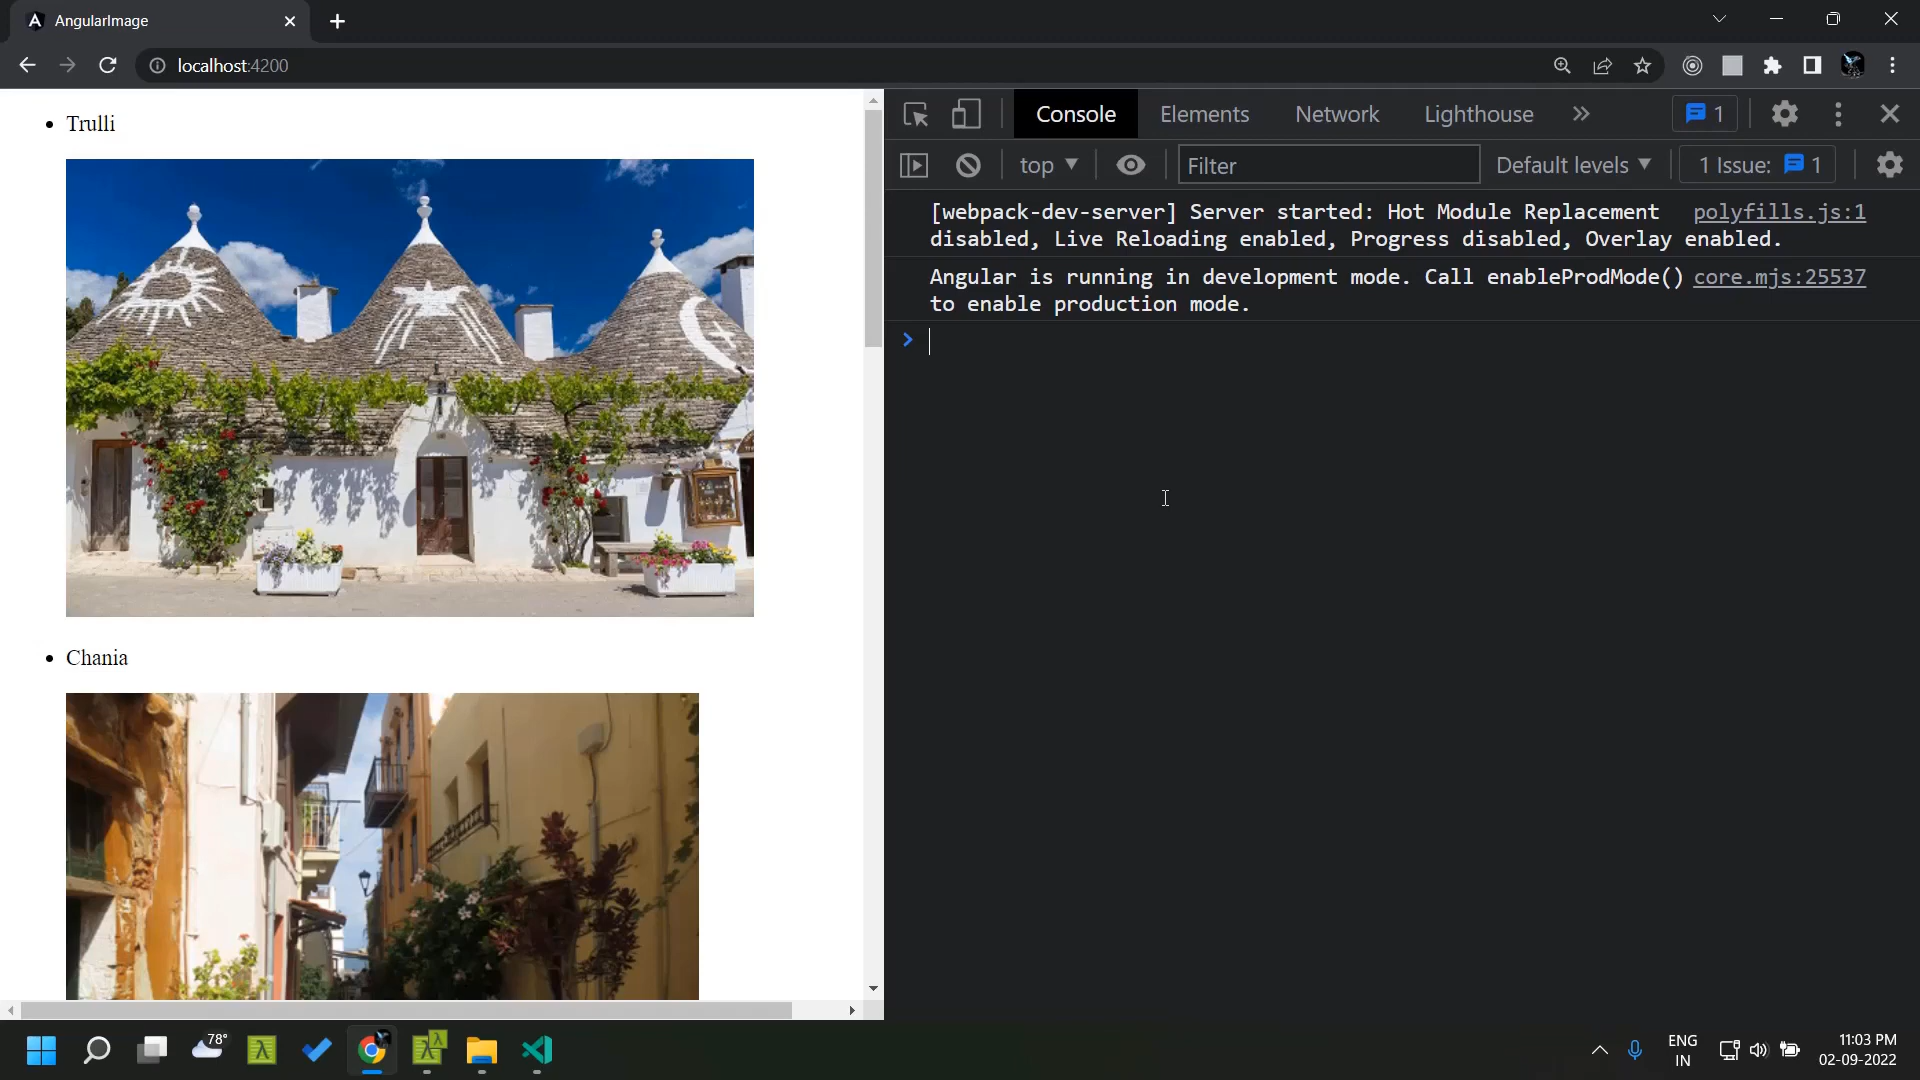 AngularImage
localhost:4200
Trulli
Chania
Console
Elements
Network
Lighthouse
1
top
Filter
Default levels
1 Issue:
1
[webpack-dev-server] Server started: Hot Module Replacement
polyfills.js:1
disabled, Live Reloading enabled, Progress disabled, Overlay enabled.
Angular is running in development mode. Call enableProdMode()
core.mjs:25537
to enable production mode.
78°
ENG
IN
11:03 PM
02-09-2022